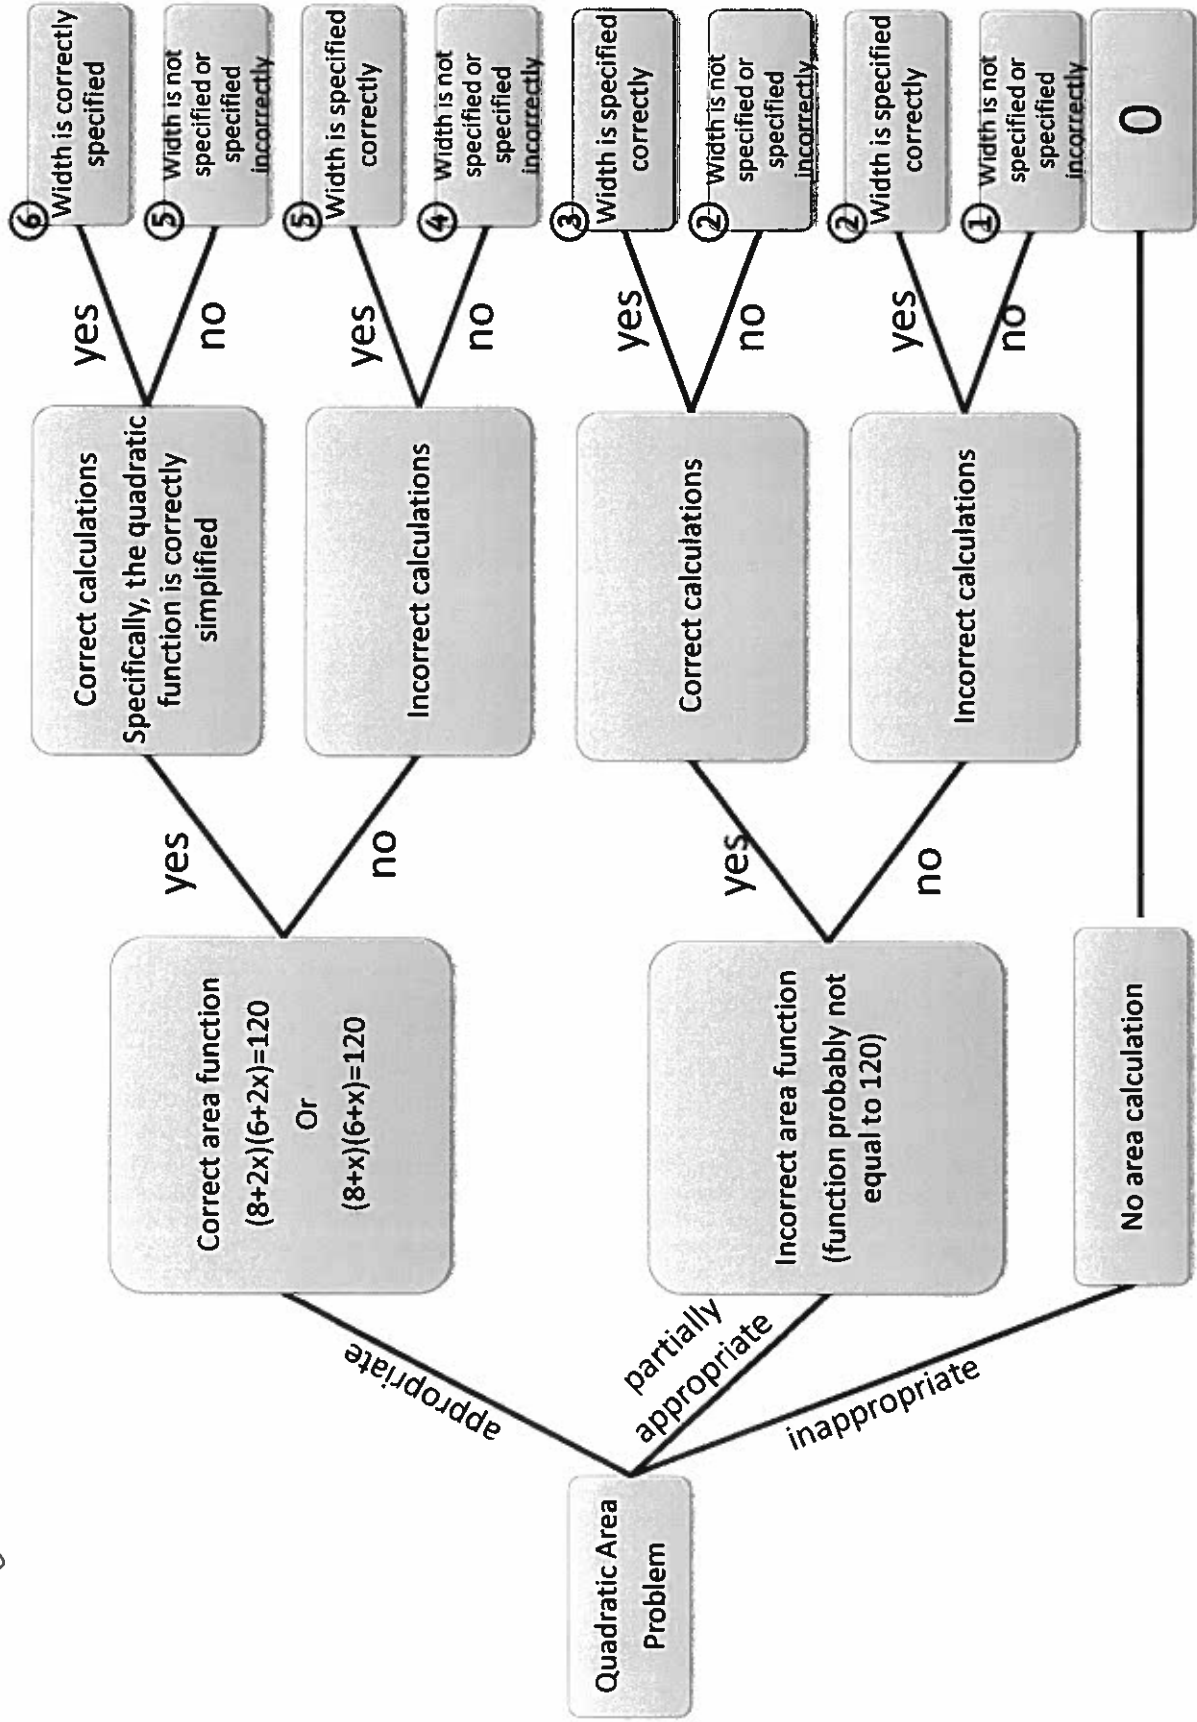 Quadratic Area
Problem
appropriate
partially
appropriate
inappropriate
Correct area function
(8+2x)(6+2x)=120
Or
(8+x)(6+x)=120
yes
no
Correct calculations
Specifically, the quadratic
function is correctly
simplified
yes
no
6
Width is correctly
specified
5
Width is not
specified or
specified
incorrectly
Incorrect calculations
yes
no
5
Width is specified
correctly
4
Width is not
specified or
specified
incorrectly
Incorrect area function
(function probably not
equal to 120)
yes
no
Correct calculations
yes
no
3
Width is specified
correctly
2
Width is not
specified or
specified
incorrectly
Incorrect calculations
yes
no
2
Width is specified
correctly
1
Width is not
specified or
specified
incorrectly
No area calculation
0